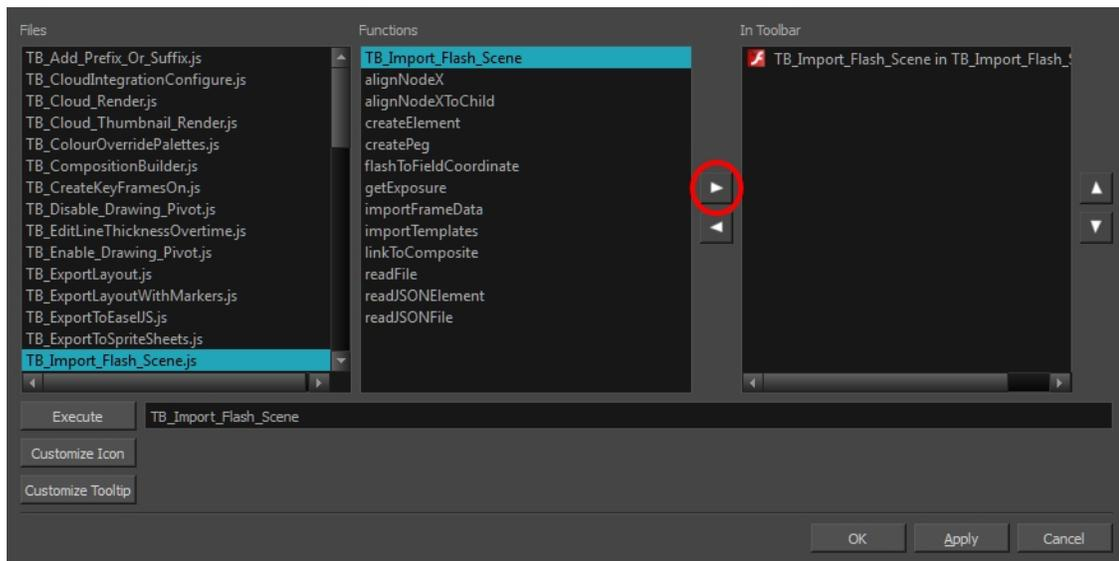 Files
Functions
In Toolbar
TB_Add_Prefix_Or_Suffix.js
TB_CloudIntegrationConfigure.js
TB_Cloud_Render.js
TB_Cloud_Thumbnail_Render.js
TB_ColourOverridePalettes.js
TB_CompositionBuilder.js
TB_CreateKeyFramesOn.js
TB_Disable_Drawing_Pivot.js
TB_EditLineThicknessOvertime.js
TB_Enable_Drawing_Pivot.js
TB_ExportLayout.js
TB_ExportLayoutWithMarkers.js
TB_ExportToEaselJS.js
TB_ExportToSpriteSheets.js
TB_Import_Flash_Scene.js
TB_Import_Flash_Scene
alignNodeX
alignNodeXToChild
createElement
createPeg
flashToFieldCoordinate
getExposure
importFrameData
importTemplates
linkToComposite
readFile
readJSONElement
readJSONFile
TB_Import_Flash_Scene in TB_Import_Flash_S
Execute
TB_Import_Flash_Scene
Customize Icon
Customize Tooltip
OK
Apply
Cancel